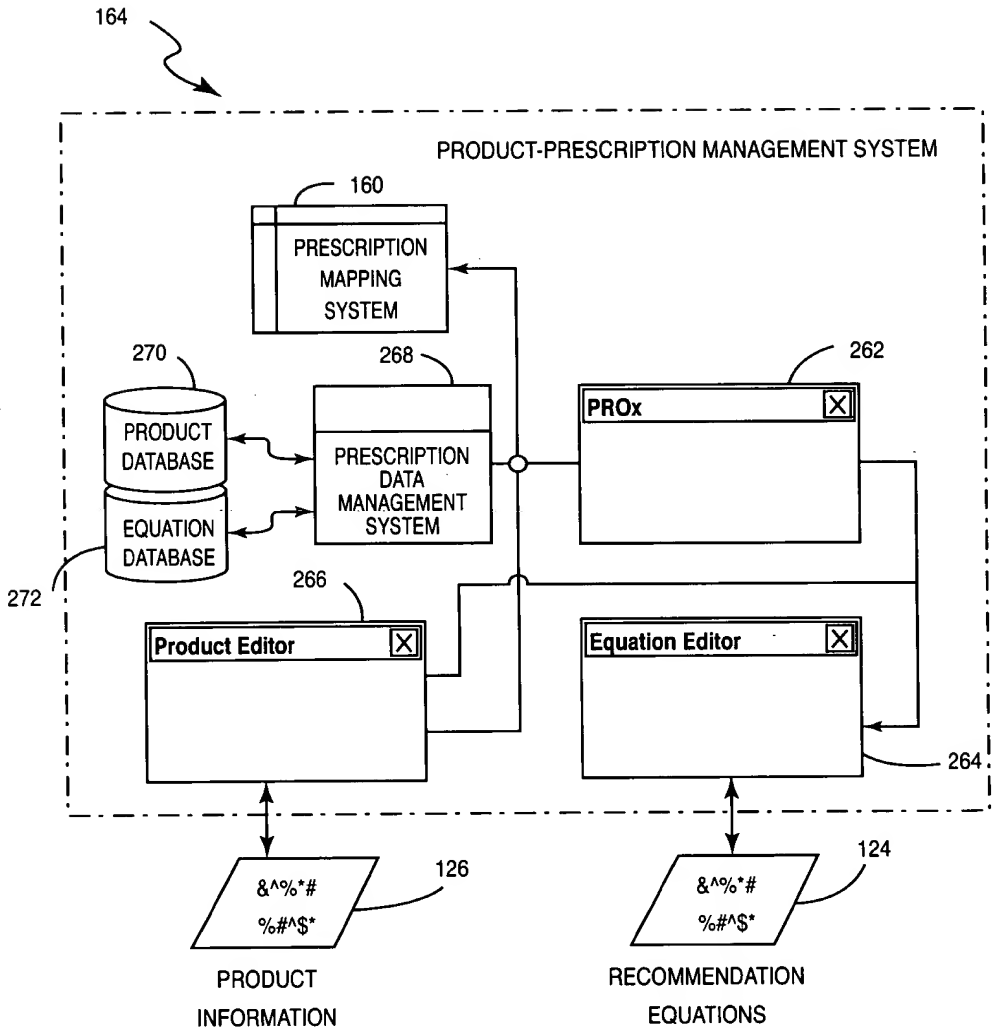 164
PRODUCT-PRESCRIPTION MANAGEMENT SYSTEM
160
PRESCRIPTION
MAPPING
SYSTEM
270
268
262
PRODUCT
DATABASE
EQUATION
DATABASE
272
PRESCRIPTION
DATA
MANAGEMENT
SYSTEM
PROx
X
266
Product Editor
X
Equation Editor
X
264
&^%*#
%#^$*
126
&^%*#
%#^$*
124
PRODUCT
INFORMATION
RECOMMENDATION
EQUATIONS